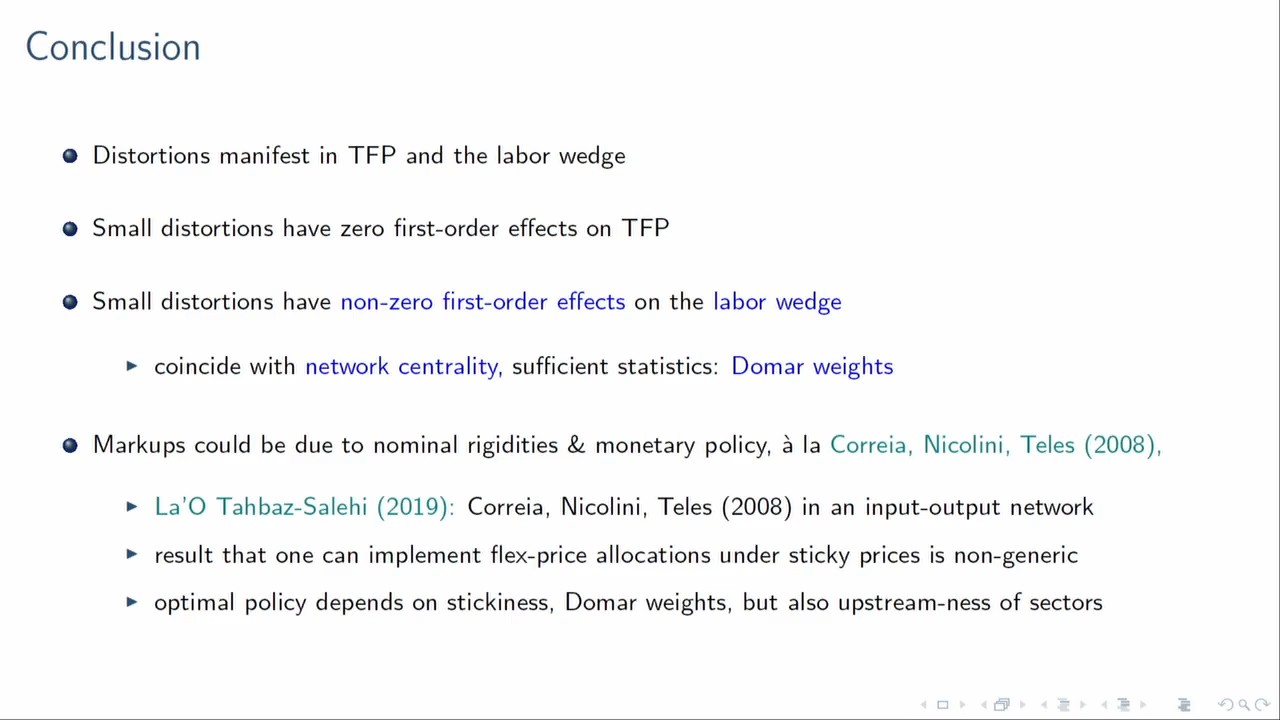 Conclusion
Distortions manifest in TFP and the labor wedge
Small distortions have zero first-order effects on TFP
Small distortions have non-zero first-order effects on the labor wedge
coincide with network centrality, sufficient statistics: Domar weights
Markups could be due to nominal rigidities & monetary policy, à la Correia, Nicolini, Teles (2008),
La'O Tahbaz-Salehi (2019): Correia, Nicolini, Teles (2008) in an input-output network
result that one can implement flex-price allocations under sticky prices is non-generic
optimal policy depends on stickiness, Domar weights, but also upstream-ness of sectors